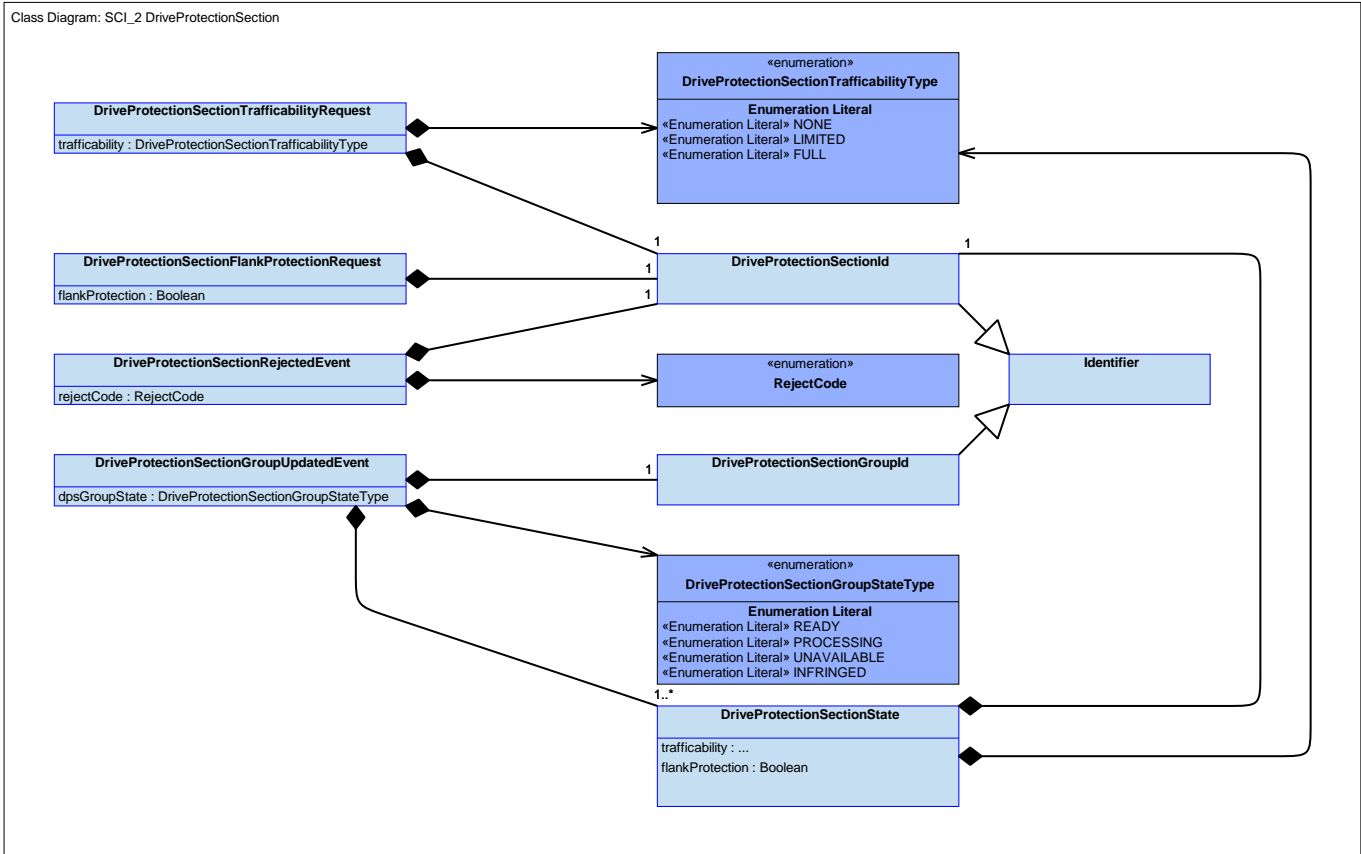 Class Diagram: SCI_2 DriveProtectionSection
«enumeration»
DriveProtectionSectionTrafficabilityType
Enumeration Literal
«Enumeration Literal» NONE
«Enumeration Literal» LIMITED
«Enumeration Literal» FULL
DriveProtectionSectionTrafficabilityRequest
trafficability : DriveProtectionSectionTrafficabilityType
1
1
DriveProtectionSectionFlankProtectionRequest
flankProtection : Boolean
1
1
DriveProtectionSectionId
DriveProtectionSectionRejectedEvent
rejectCode : RejectCode
«enumeration»
RejectCode
Identifier
DriveProtectionSectionGroupUpdatedEvent
dpsGroupState : DriveProtectionSectionGroupStateType
1
DriveProtectionSectionGroupId
«enumeration»
DriveProtectionSectionGroupStateType
Enumeration Literal
«Enumeration Literal» READY
«Enumeration Literal» PROCESSING
«Enumeration Literal» UNAVAILABLE
«Enumeration Literal» INFRINGED
1..*
DriveProtectionSectionState
trafficability : ...
flankProtection : Boolean